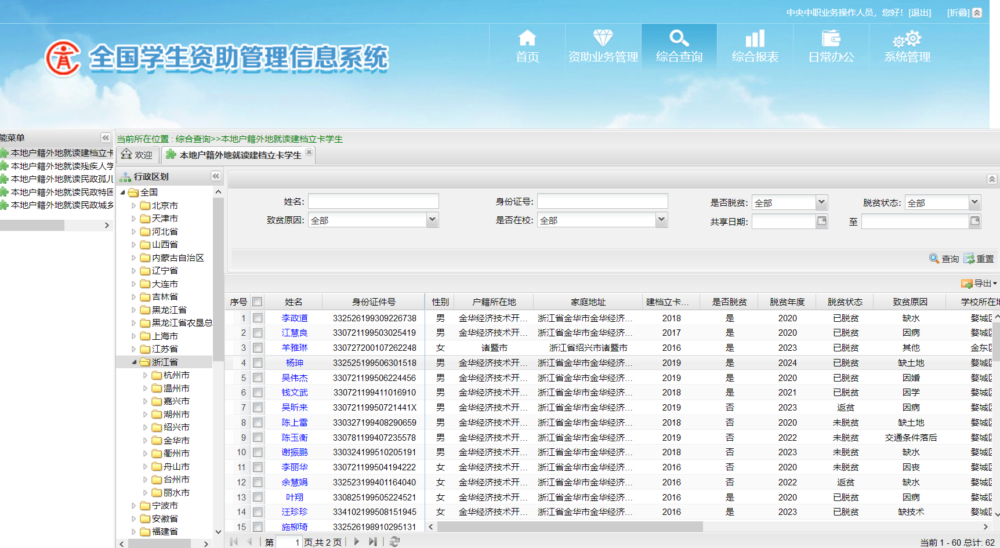 中央中职业务操作人员，您好！[退出] [折叠]
全国学生资助管理信息系统
首页 资助业务管理 综合查询 综合报表 日常办公 系统管理
能菜单
当前所在位置 : 综合查询>>本地户籍外地就读建档立卡学生
本地户籍外地就读建档立卡
本地户籍外地就读残疾人学
本地户籍外地就读民政孤儿
本地户籍外地就读民政特困
本地户籍外地就读民政城乡
欢迎 本地户籍外地就读建档立卡学生
行政区划
全国
北京市
天津市
河北省
山西省
内蒙古自治区
辽宁省
大连市
吉林省
黑龙江省
黑龙江省农垦总
上海市
江苏省
浙江省
杭州市
温州市
嘉兴市
湖州市
绍兴市
金华市
衢州市
舟山市
台州市
丽水市
宁波市
安徽省
福建省
姓名: 身份证号: 是否脱贫: 全部 脱贫状态: 全部
致贫原因: 全部 是否在校: 全部 共享日期: 至
查询 重置
导出
序号 姓名 身份证件号 性别 户籍所在地 家庭地址 建档立卡... 是否脱贫 脱贫年度 脱贫状态 致贫原因 学校所在地
1 李政道 332526199309226738 男 金华经济技术开... 浙江省金华市金华经济... 2018 是 2020 已脱贫 缺水 婺城区
2 江慧良 330721199503025419 男 金华经济技术开... 浙江省金华市金华经济... 2017 是 2020 已脱贫 因病 婺城区
3 羊雅琳 330727200107262248 女 诸暨市 浙江省绍兴市诸暨市 2016 是 2023 已脱贫 其他 金东区
4 杨珅 332525199506301518 男 金华经济技术开... 浙江省金华市金华经济... 2019 是 2024 已脱贫 缺土地 婺城区
5 吴伟杰 330721199506224456 男 金华经济技术开... 浙江省金华市金华经济... 2019 是 2020 已脱贫 因婚 婺城区
6 钱文武 330721199411016910 男 金华经济技术开... 浙江省金华市金华经济... 2018 是 2021 已脱贫 因学 婺城区
7 吴昕来 33072119950721441X 男 金华经济技术开... 浙江省金华市金华经济... 2019 否 2023 返贫 因病 婺城区
8 陈上雷 330327199408290659 男 金华经济技术开... 浙江省金华市金华经济... 2018 否 2020 未脱贫 缺土地 婺城区
9 陈玉衡 330781199407235578 男 金华经济技术开... 浙江省金华市金华经济... 2019 否 2022 未脱贫 交通条件落后 婺城区
10 谢振鹏 330324199510205191 男 金华经济技术开... 浙江省金华市金华经济... 2018 否 2023 未脱贫 缺水 婺城区
11 李丽华 330721199504194222 女 金华经济技术开... 浙江省金华市金华经济... 2016 否 2020 未脱贫 因丧 婺城区
12 余慧娟 332523199401164040 女 金华经济技术开... 浙江省金华市金华经济... 2016 否 2022 返贫 缺水 婺城区
13 叶翔 330825199505224521 女 金华经济技术开... 浙江省金华市金华经济... 2016 是 2020 已脱贫 因病 婺城区
14 汪珍珍 334102199508151945 女 金华经济技术开... 浙江省金华市金华经济... 2016 是 2023 已脱贫 缺技术 婺城区
15 施柳琦 332526198910295131
第 1 页,共 2 页 当前 1 - 60 总计: 62